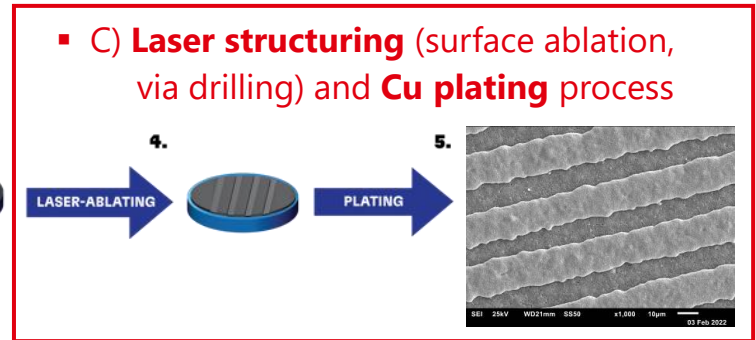 ▪ C) Laser structuring (surface ablation,
via drilling) and Cu plating process
4.
5.
LASER-ABLATING
PLATING
SEI 25kV WD21mm SS50 x1,000 10µm
03 Feb 2022